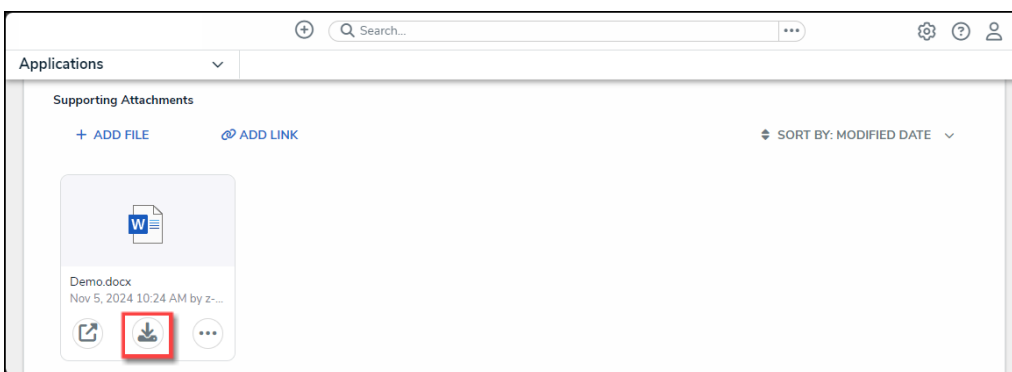 Search...
Applications
Supporting Attachments
+ ADD FILE
ADD LINK
SORT BY: MODIFIED DATE
W
Demo.docx
Nov 5, 2024 10:24 AM by z-...